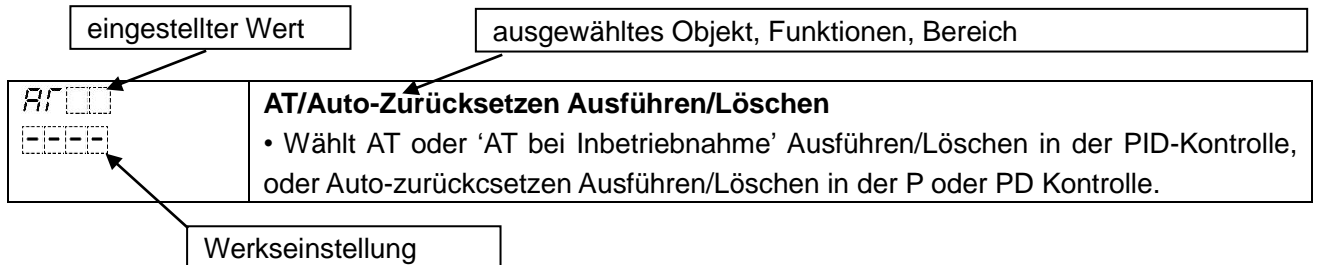 eingestellter Wert
ausgewähltes Objekt, Funktionen, Bereich
AT
AT/Auto-Zurücksetzen Ausführen/Löschen
----
• Wählt AT oder ‘AT bei Inbetriebnahme’ Ausführen/Löschen in der PID-Kontrolle,
oder Auto-zurückcsetzen Ausführen/Löschen in der P oder PD Kontrolle.
Werkseinstellung